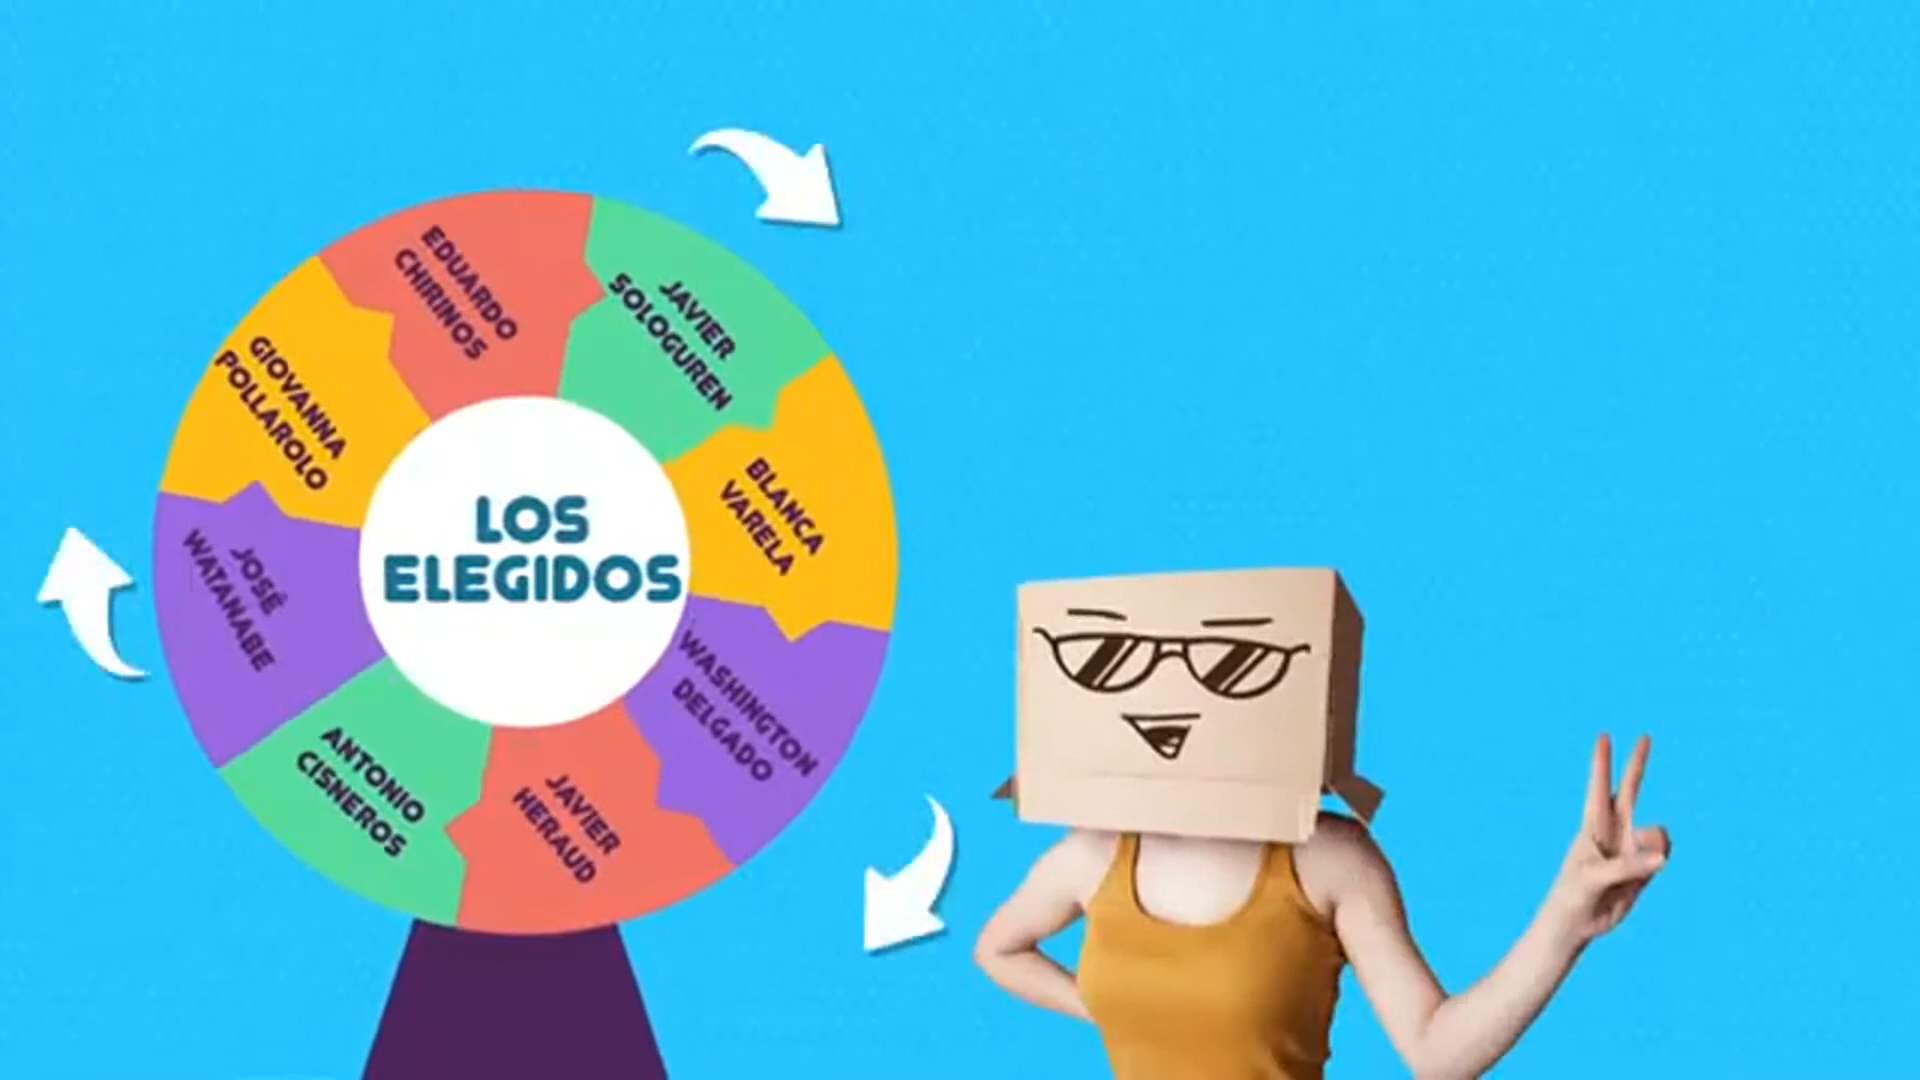 EDUARDO
CHIRINOS
JAVIER
SOLOGUREN
BLANCA
VARELA
WASHINGTON
DELGADO
JAVIER
HERAUD
ANTONIO
CISNEROS
JOSÉ
WATANABE
GIOVANNA
POLLAROLO
LOS
ELEGIDOS